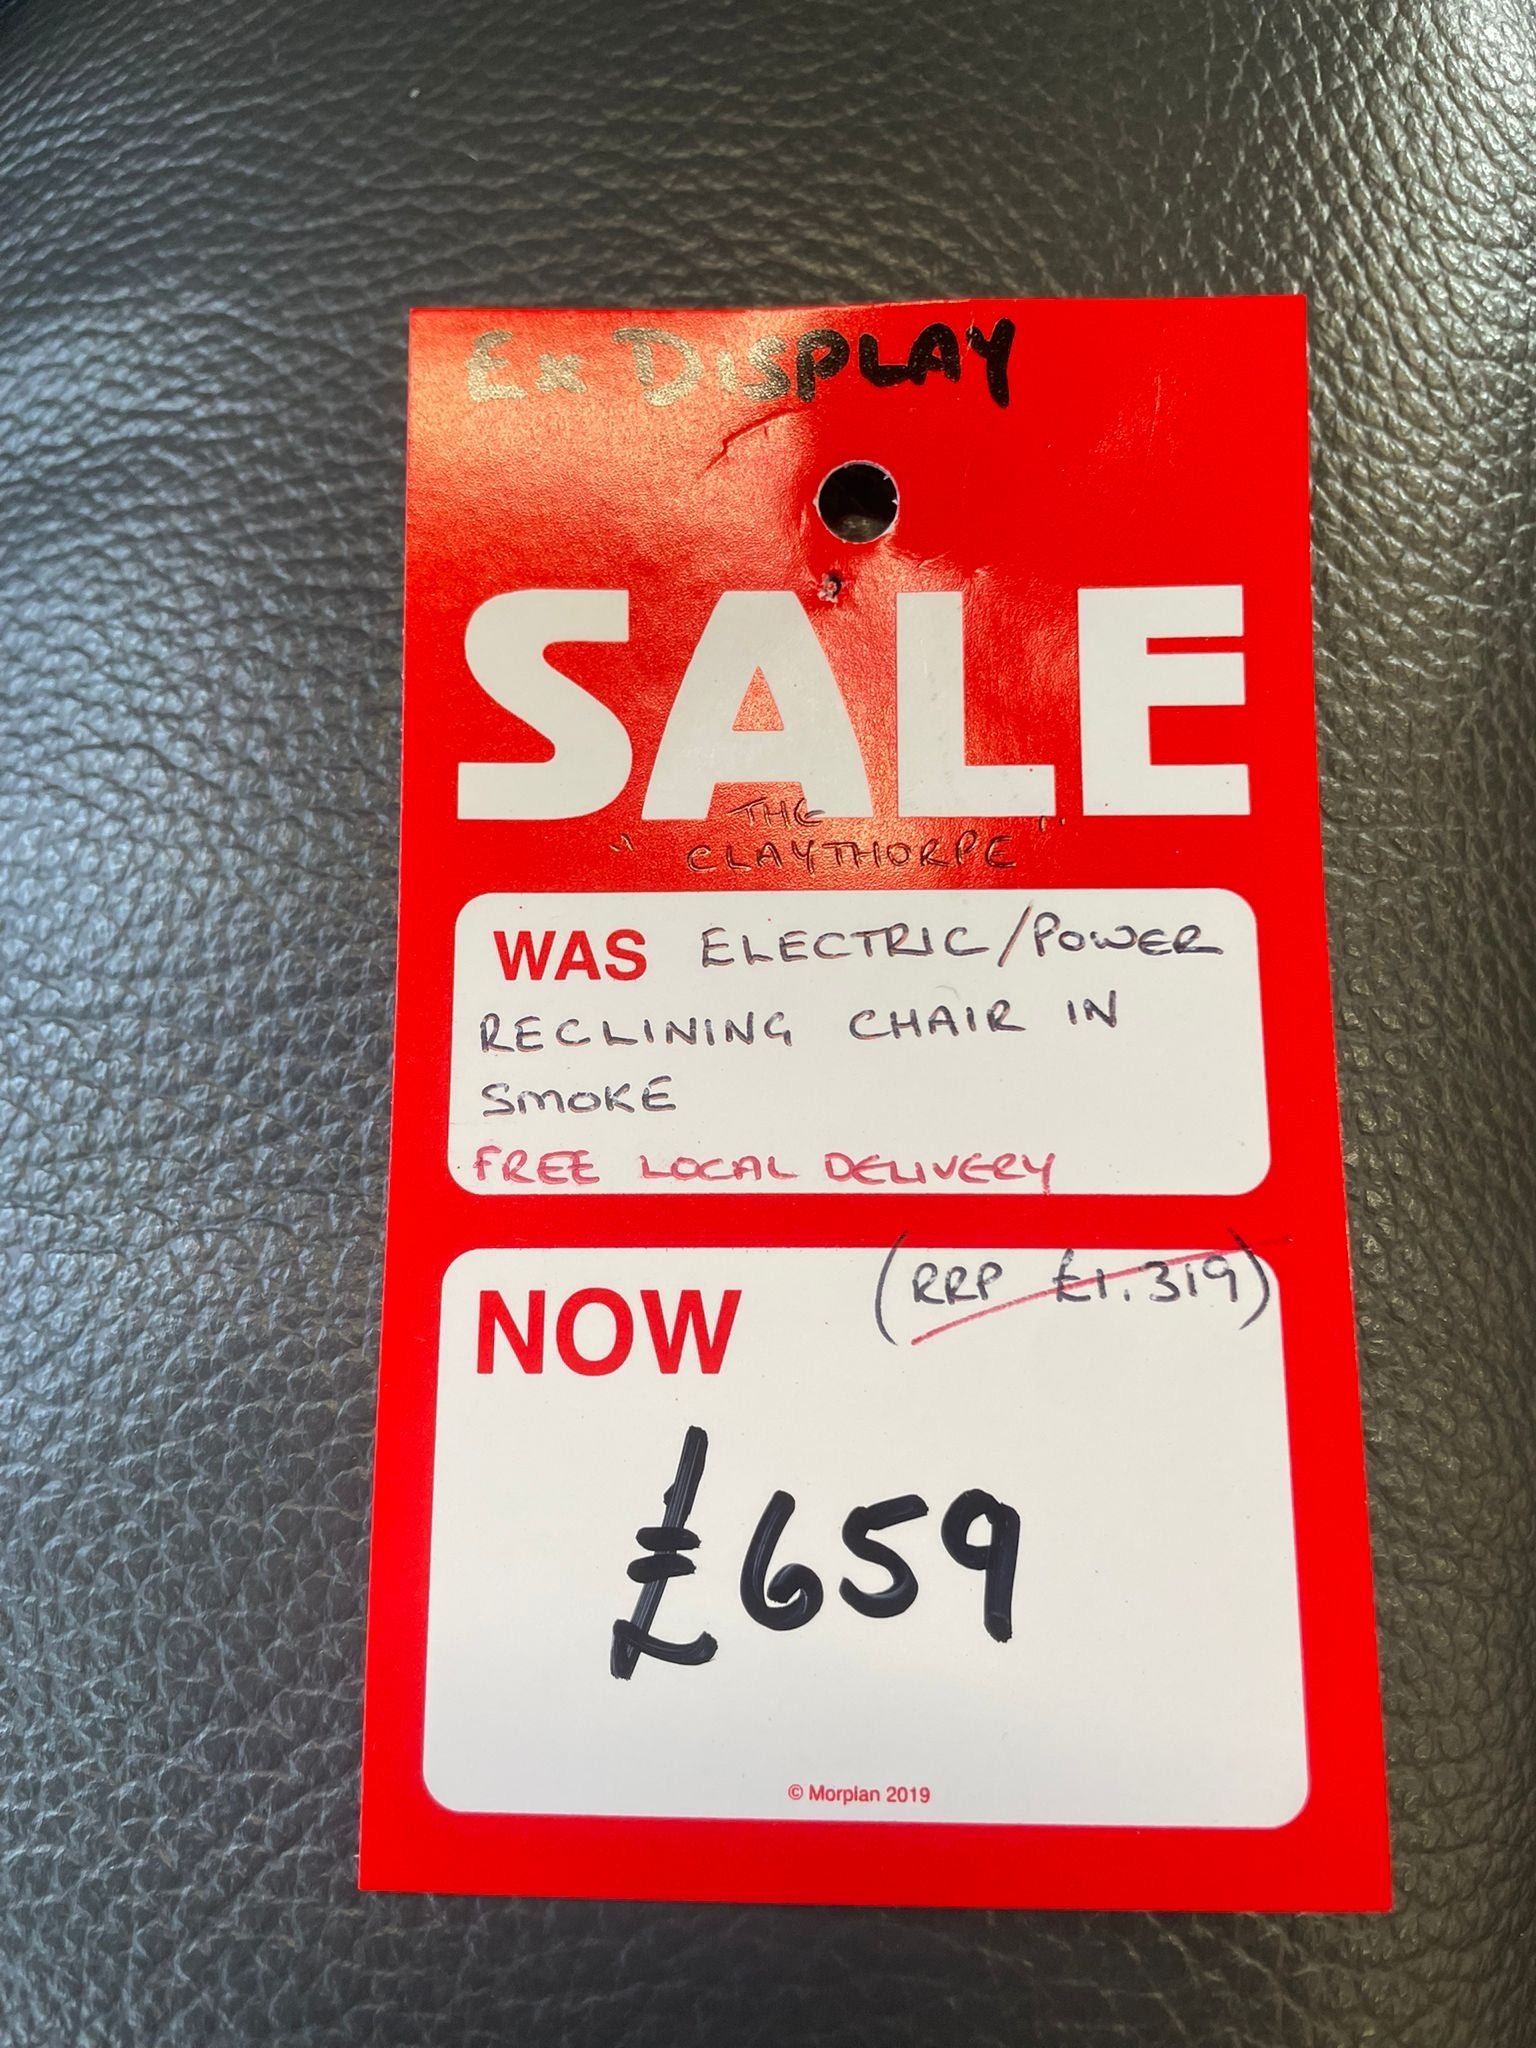 Ex DISPLAY
SALE
THE
" CLAYTHORPE "
WAS ELECTRIC/POWER
RECLINING CHAIR IN
SMOKE
FREE LOCAL DELIVERY
(RRP £1.319)
NOW
£659
© Morplan 2019